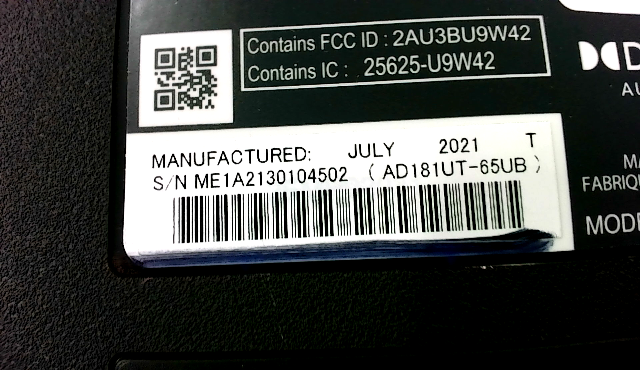 Contains FCC ID : 2AU3BU9W42
Contains IC : 25625-U9W42
MANUFACTURED: JULY 2021 T
S/N ME1A2130104502 ( AD181UT-65UB )